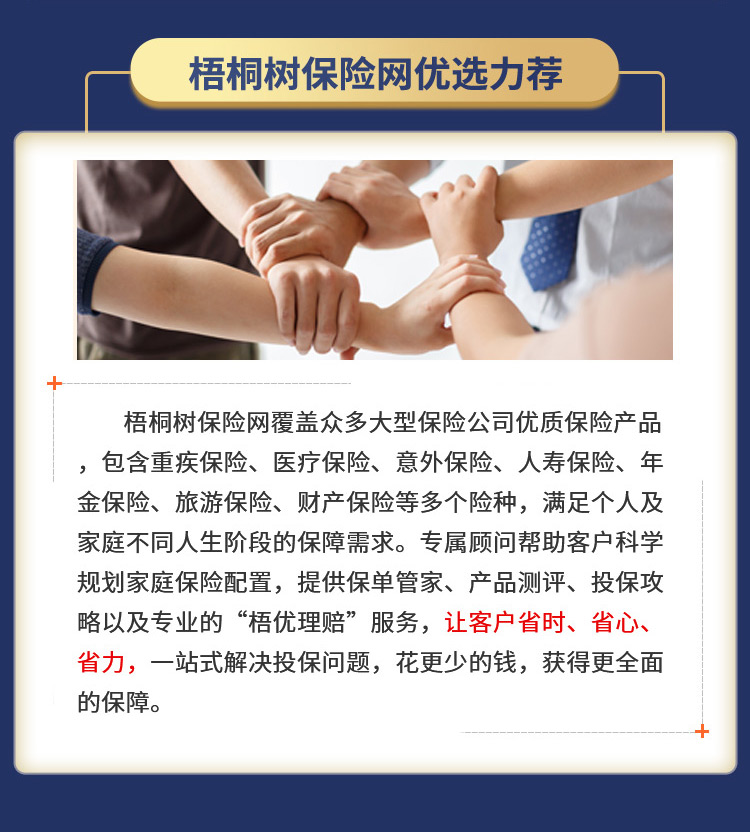 梧桐树保险网优选力荐
梧桐树保险网覆盖众多大型保险公司优质保险产品
，包含重疾保险、医疗保险、意外保险、人寿保险、年
金保险、旅游保险、财产保险等多个险种，满足个人及
家庭不同人生阶段的保障需求。专属顾问帮助客户科学
规划家庭保险配置，提供保单管家、产品测评、投保攻
略以及专业的“梧优理赔”服务，让客户省时、省心、
省力，一站式解决投保问题，花更少的钱，获得更全面
的保障。